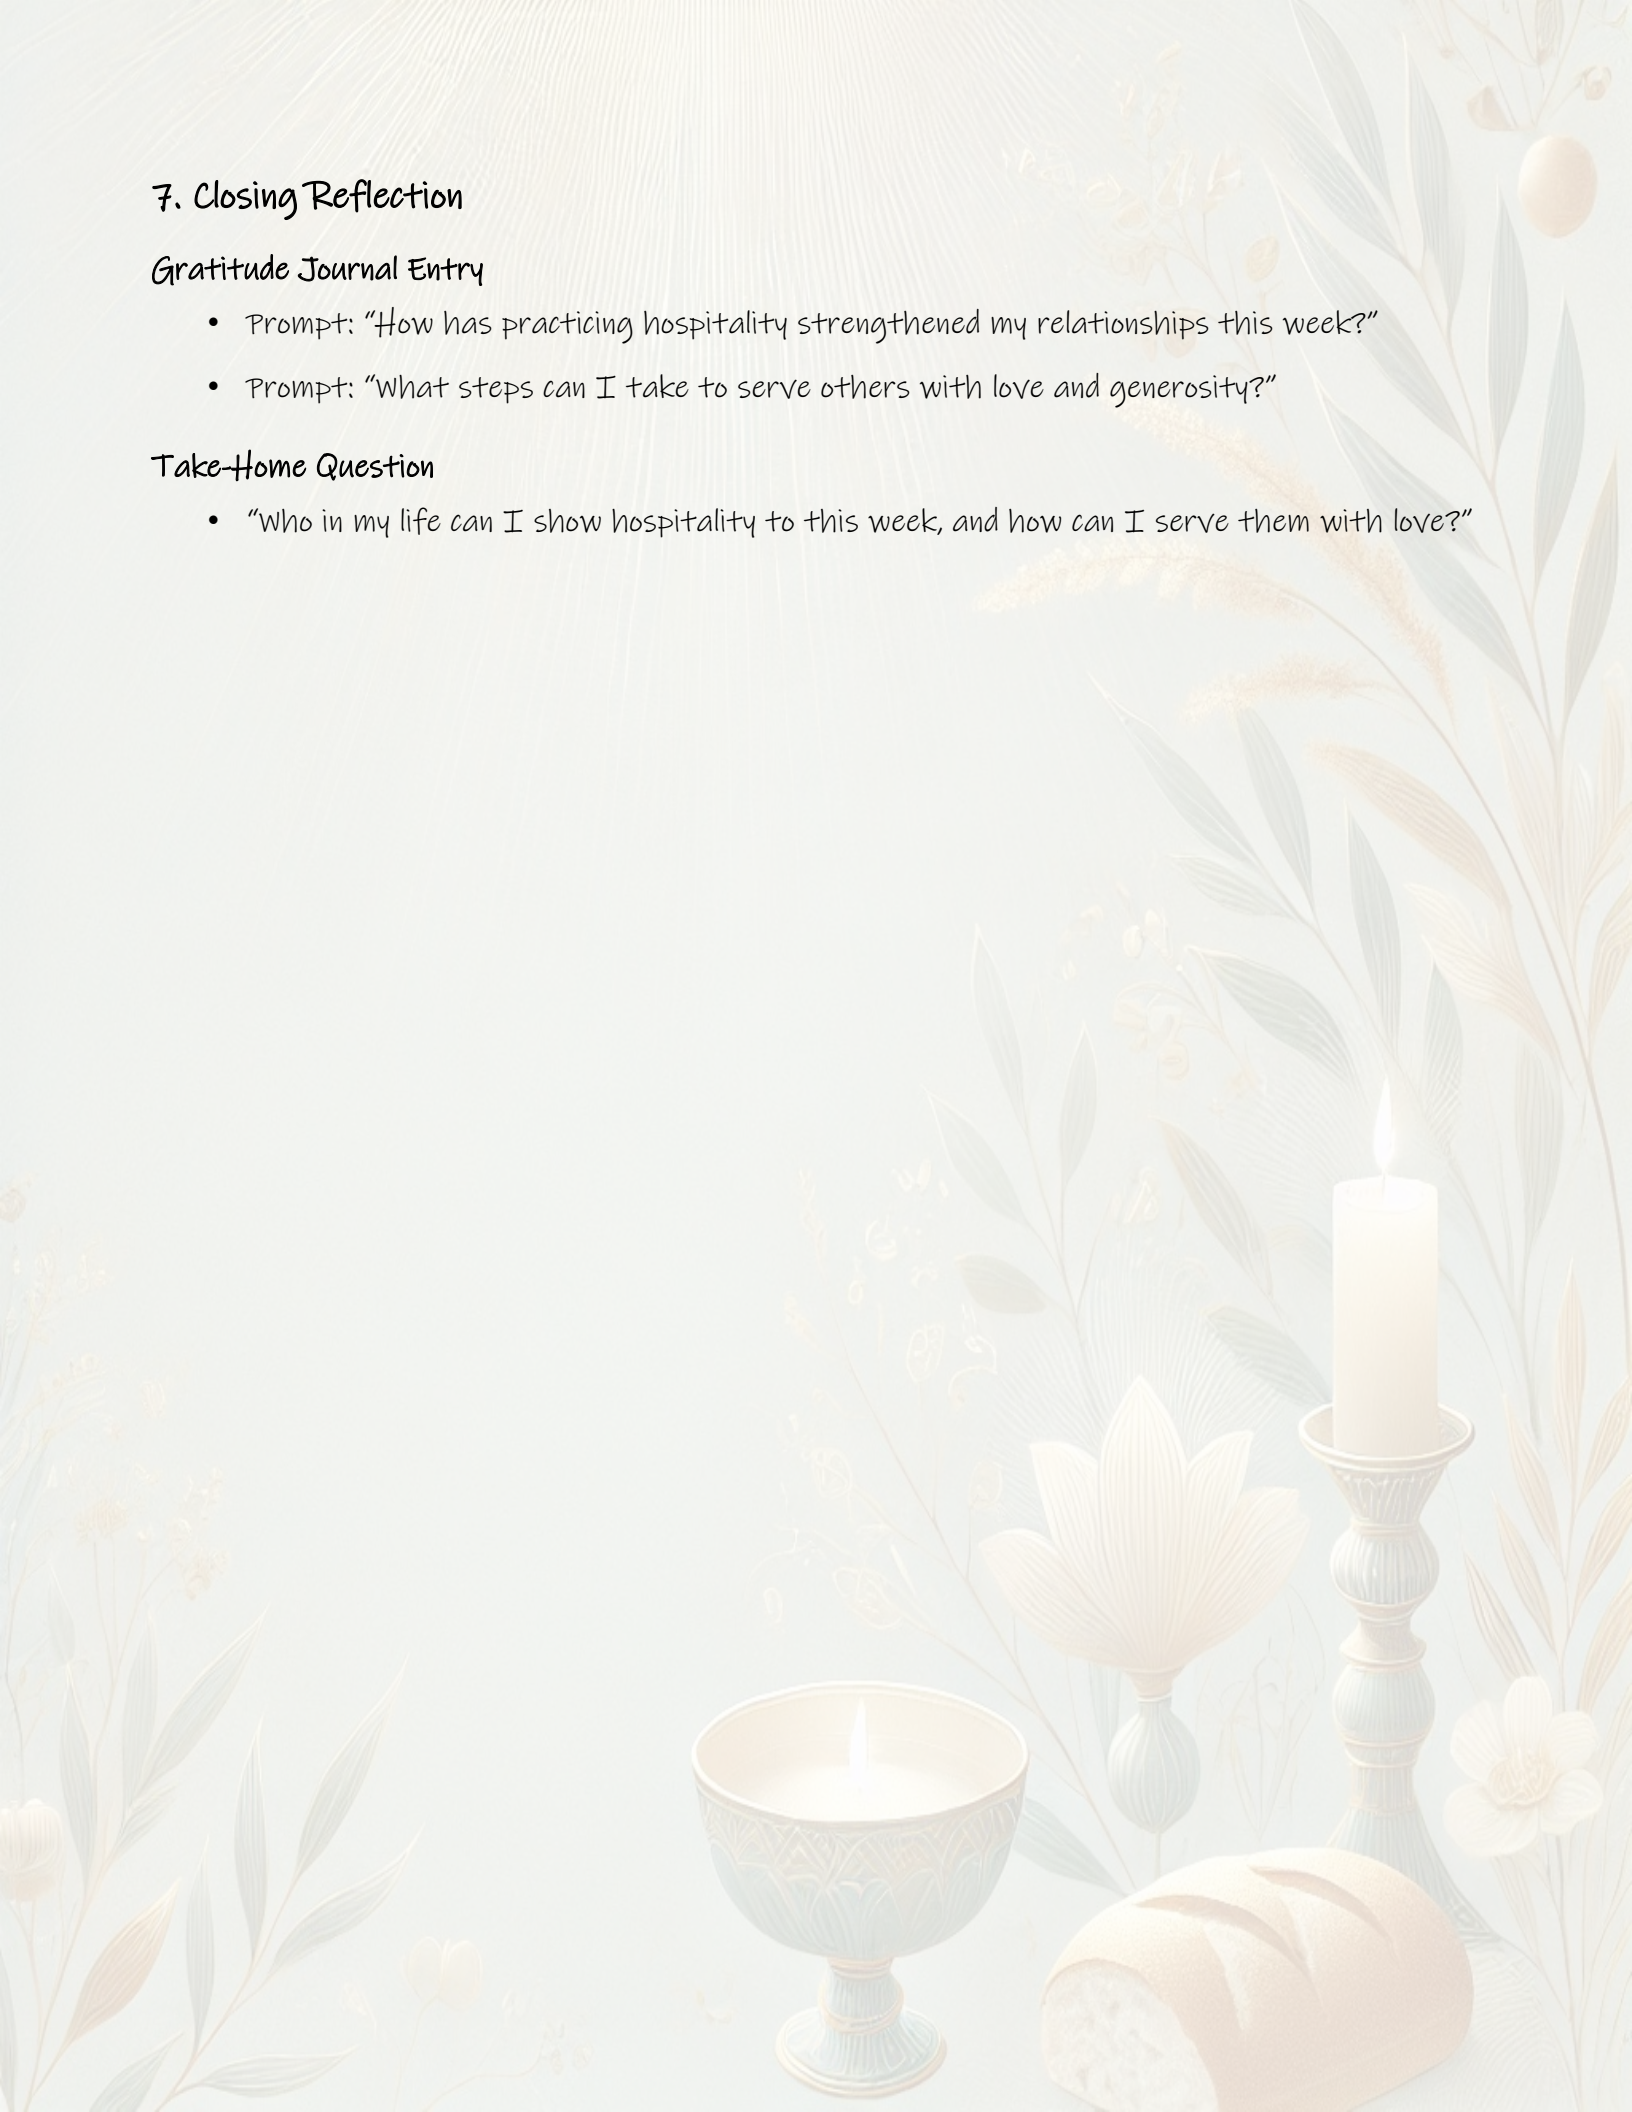 7. Closing Reflection
Gratitude Journal Entry
• Prompt: “How has practicing hospitality strengthened my relationships this week?”
• Prompt: “What steps can I take to serve others with love and generosity?”
Take-Home Question
• “Who in my life can I show hospitality to this week, and how can I serve them with love?”